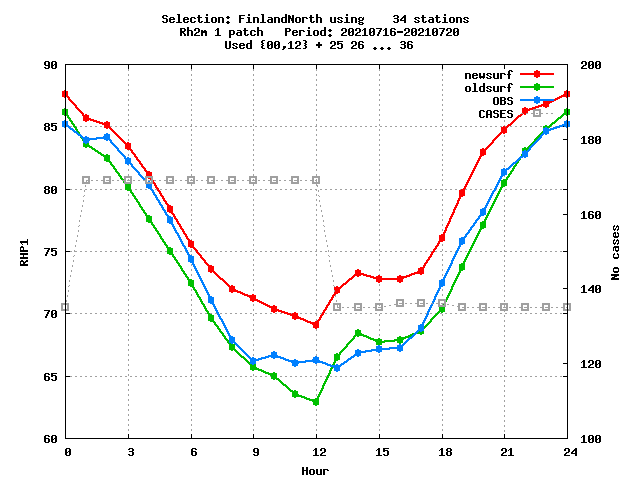 Selection: FinlandNorth using    34 stations
Rh2m 1 patch   Period: 20210716-20210720
Used {00,12} + 25 26 ... 36
90 200
newsurf
oldsurf
OBS
CASES
85 180
80
160
75
RHP1 No cases
140
70
120
65
60 100
0 3 6 9 12 15 18 21 24
Hour